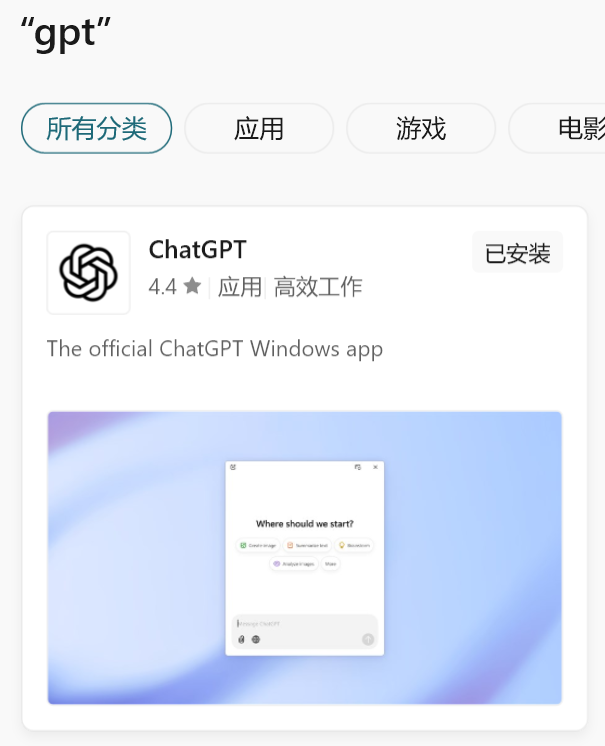 “gpt”
所有分类
应用
游戏
电影
ChatGPT
已安装
4.4 ★ 应用 高效工作
The official ChatGPT Windows app
Where should we start?
Create image
Summarize text
Brainstorm
Analyze images
More
Message ChatGPT